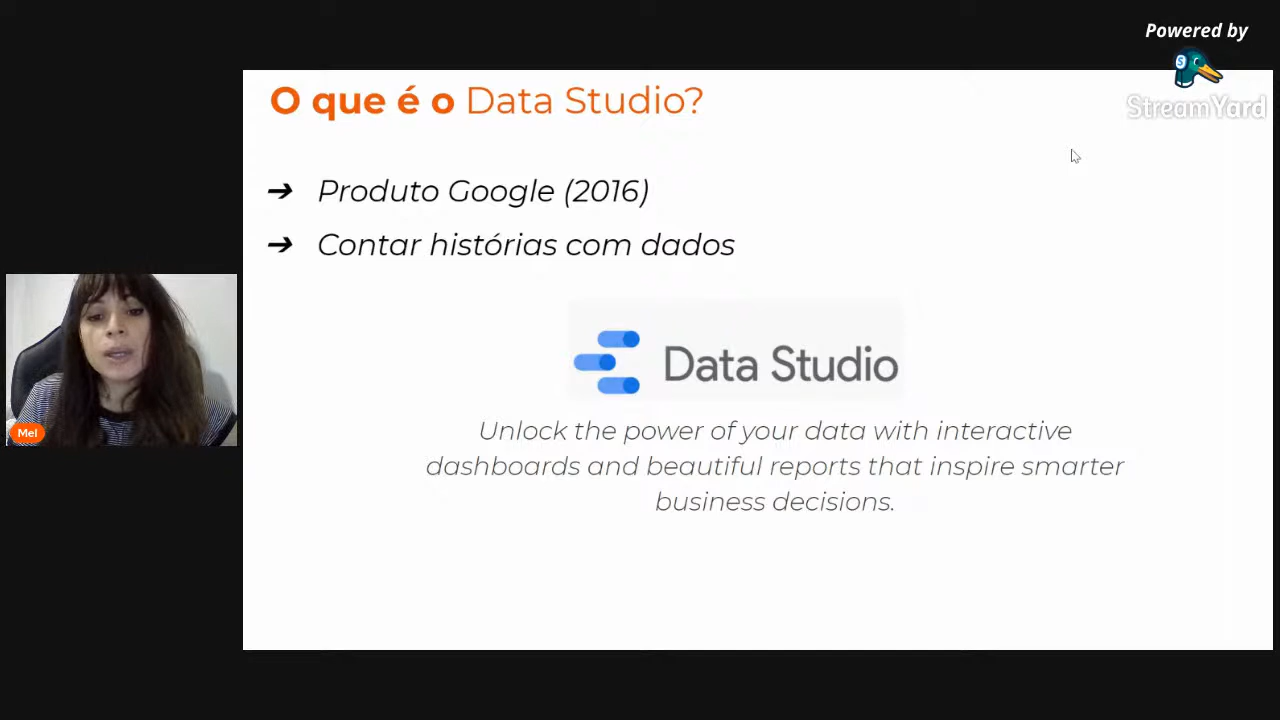 Powered by
StreamYard
O que é o Data Studio?
➔ Produto Google (2016)
➔ Contar histórias com dados
Data Studio
Unlock the power of your data with interactive
dashboards and beautiful reports that inspire smarter
business decisions.
Mel